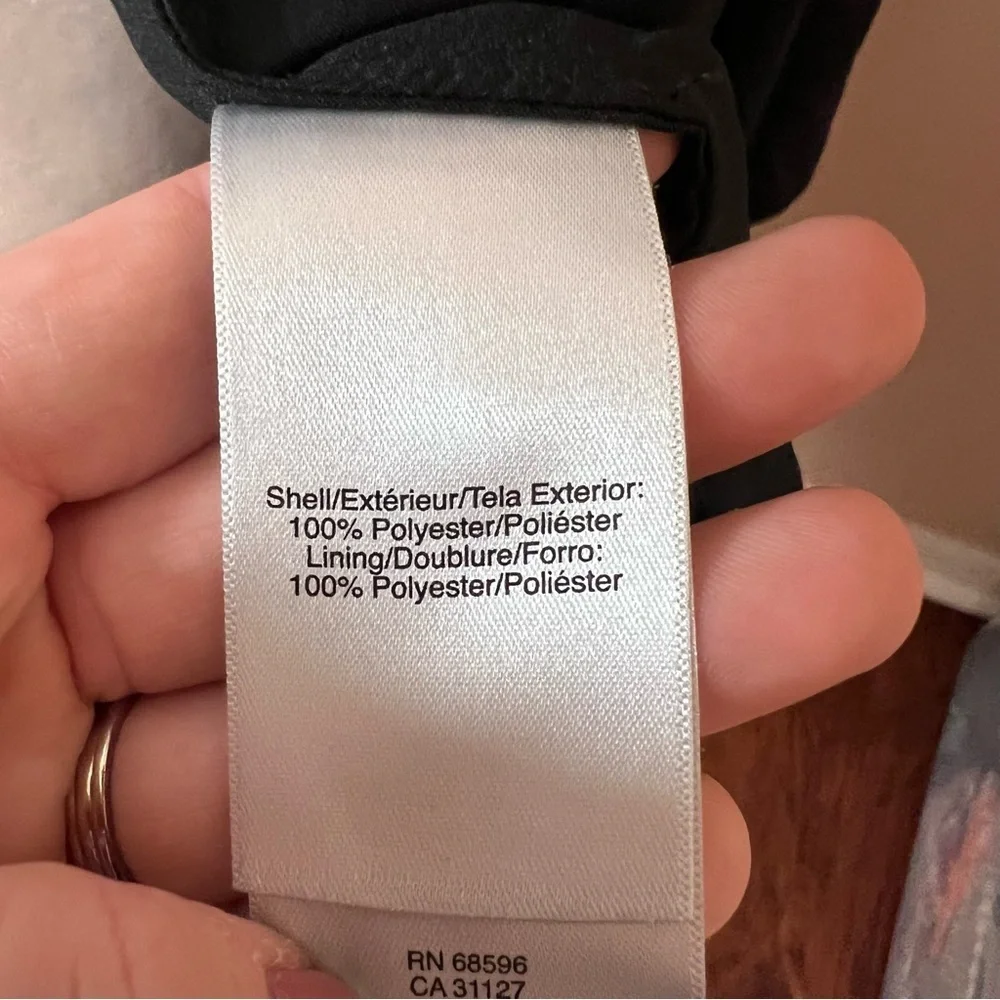 Shell/Extérieur/Tela Exterior:
100% Polyester/Poliéster
Lining/Doublure/Forro:
100% Polyester/Poliéster
RN 68596
CA 31127